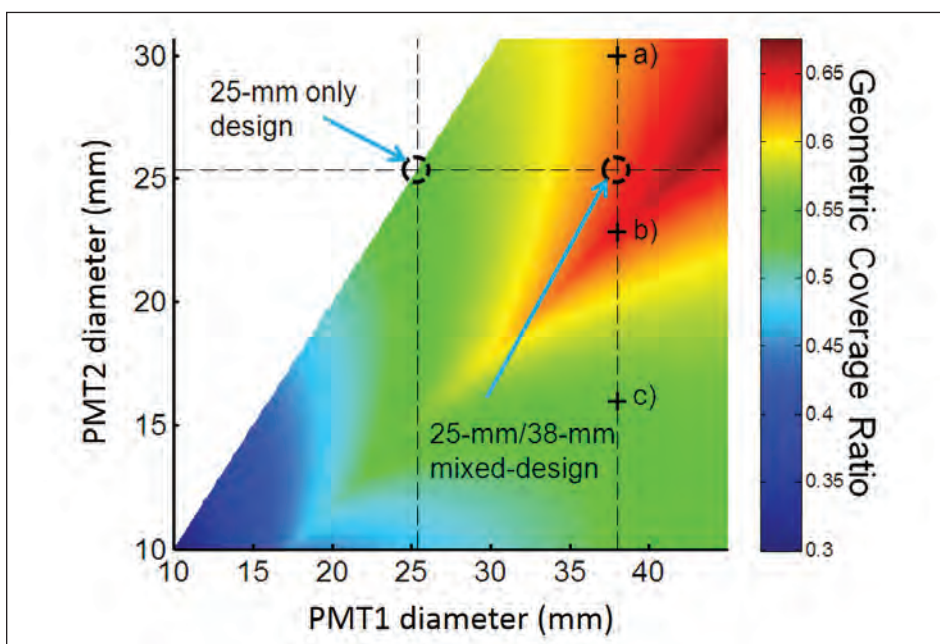 30
25
20
15
10
10
15
20
25
30
35
40
PMT2 diameter (mm)
PMT1 diameter (mm)
25-mm only
design
a)
b)
c)
25-mm/38-mm
mixed-design
0.65
0.6
0.55
0.5
0.45
0.4
0.35
0.3
Geometric Coverage Ratio